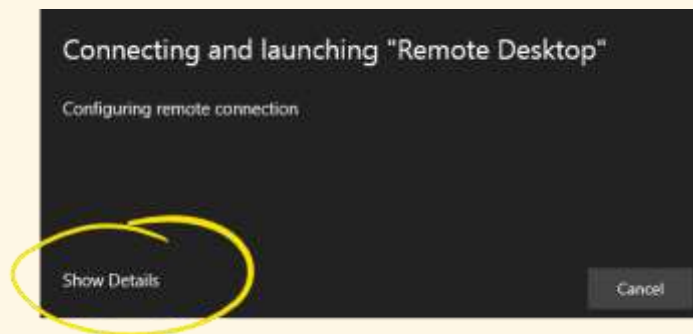 Connecting and launching "Remote Desktop"
Configuring remote connection
Show Details
Cancel